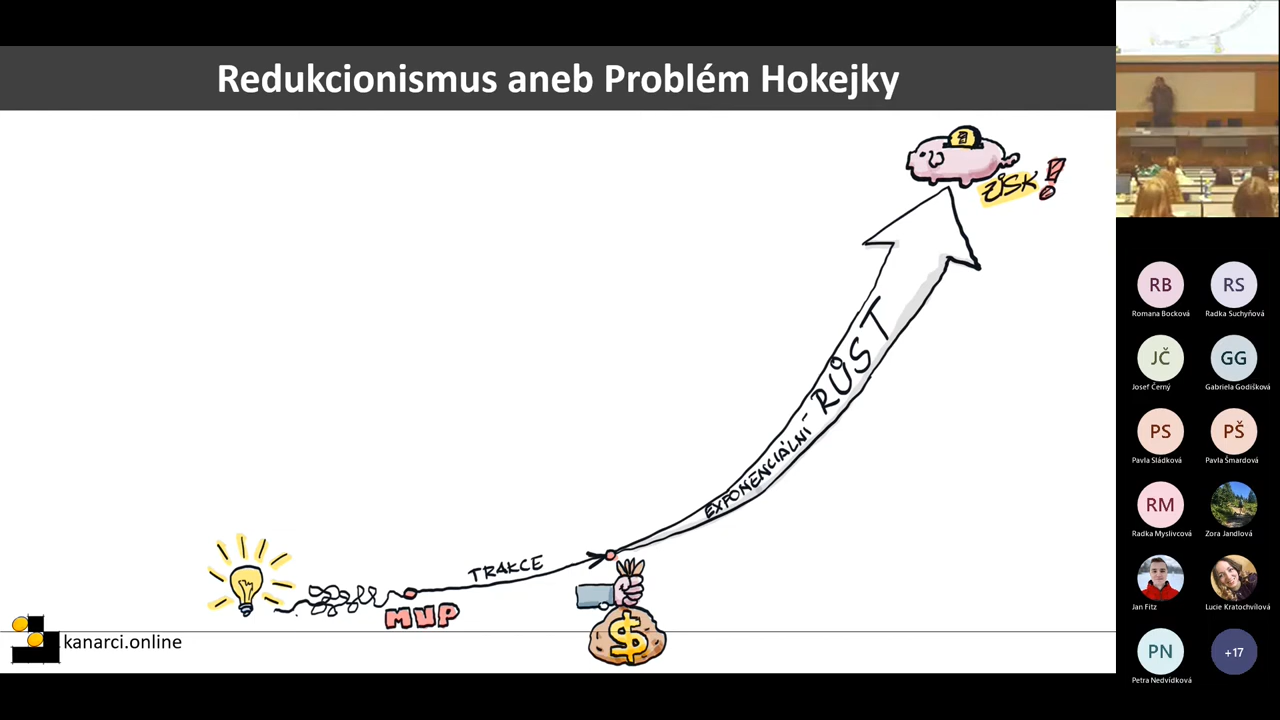 Redukcionismus aneb Problém Hokejky
ZISK!
EXPONENCIÁLNÍ RŮST
TRAKCE
MVP
$
kanarci.online
RB
Romana Bocková
RS
Radka Suchyňová
JČ
Josef Černý
GG
Gabriela Godišková
PS
Pavla Sládková
PŠ
Pavla Šmardová
RM
Radka Myslivcová
Zora Jandlová
Jan Fitz
Lucie Kratochvílová
PN
Petra Nedvídková
+17